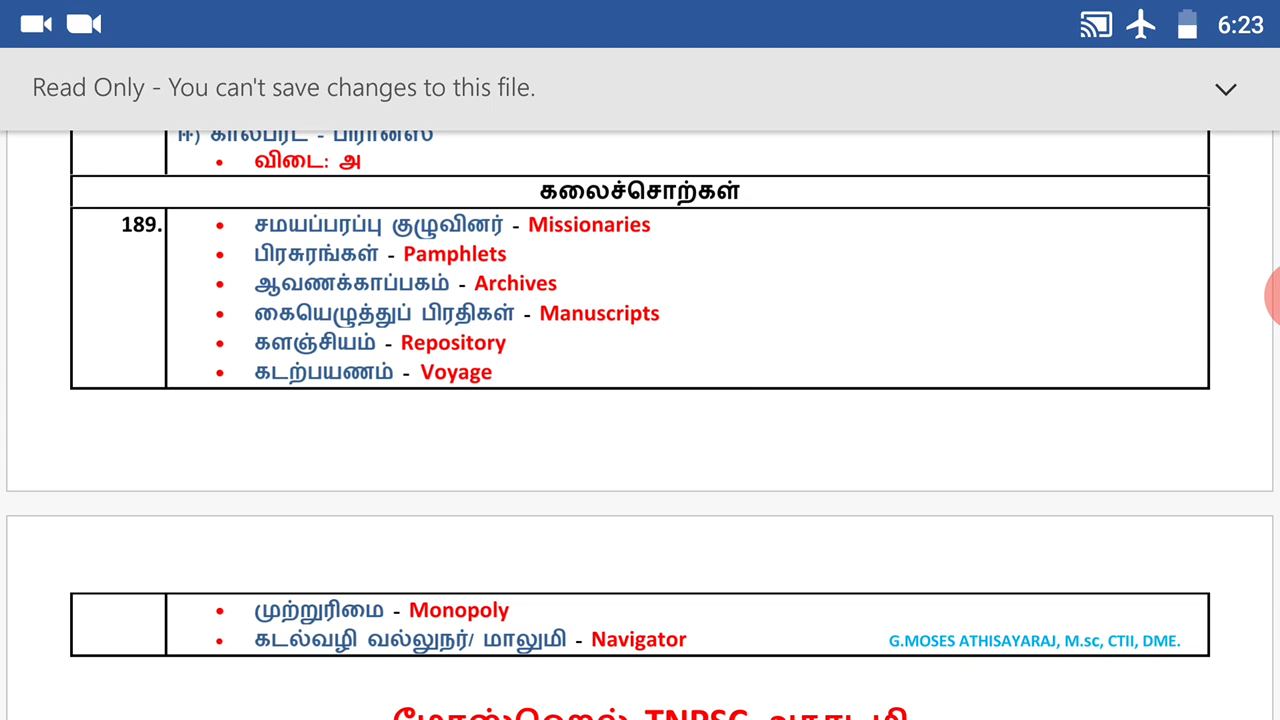 6:23
Read Only - You can't save changes to this file.
ஈ) கால்பர்ட் - பிரான்ஸ்
• விடை: அ
கலைச்சொற்கள்
189.
• சமயப்பரப்பு குழுவினர் - Missionaries
• பிரசுரங்கள் - Pamphlets
• ஆவணக்காப்பகம் - Archives
• கையெழுத்துப் பிரதிகள் - Manuscripts
• களஞ்சியம் - Repository
• கடற்பயணம் - Voyage
• முற்றுரிமை - Monopoly
• கடல்வழி வல்லுநர்/ மாலுமி - Navigator
G.MOSES ATHISAYARAJ, M.sc, CTII, DME.
TNPSC